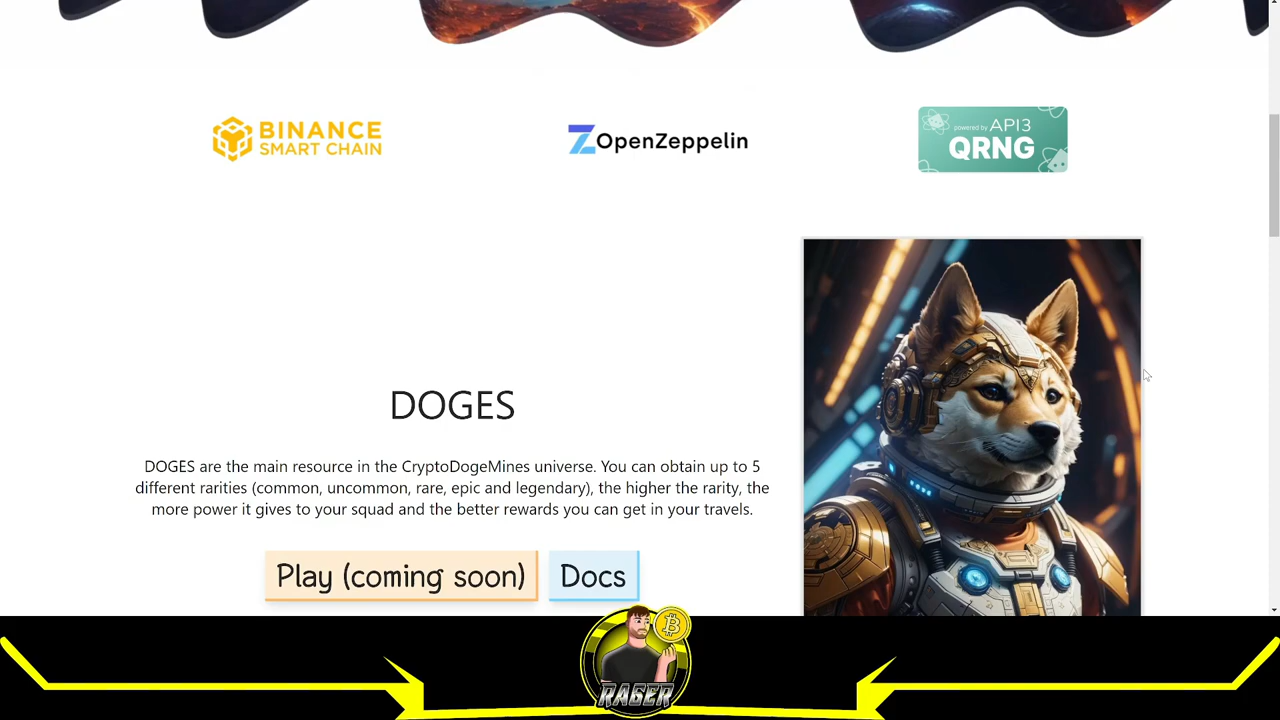 BINANCE
SMART CHAIN
OpenZeppelin
powered by API3
QRNG
DOGES
DOGES are the main resource in the CryptoDogeMines universe. You can obtain up to 5
different rarities (common, uncommon, rare, epic and legendary), the higher the rarity, the
more power it gives to your squad and the better rewards you can get in your travels.
Play (coming soon)
Docs
RAGER